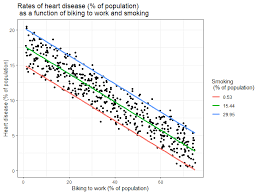 Rates of heart disease (% of population)
as a function of biking to work and smoking
Heart disease (% of population)
20
10
0
0
20
40
60
Biking to work (% of population)
Smoking
(% of population)
0.53
15.44
29.95